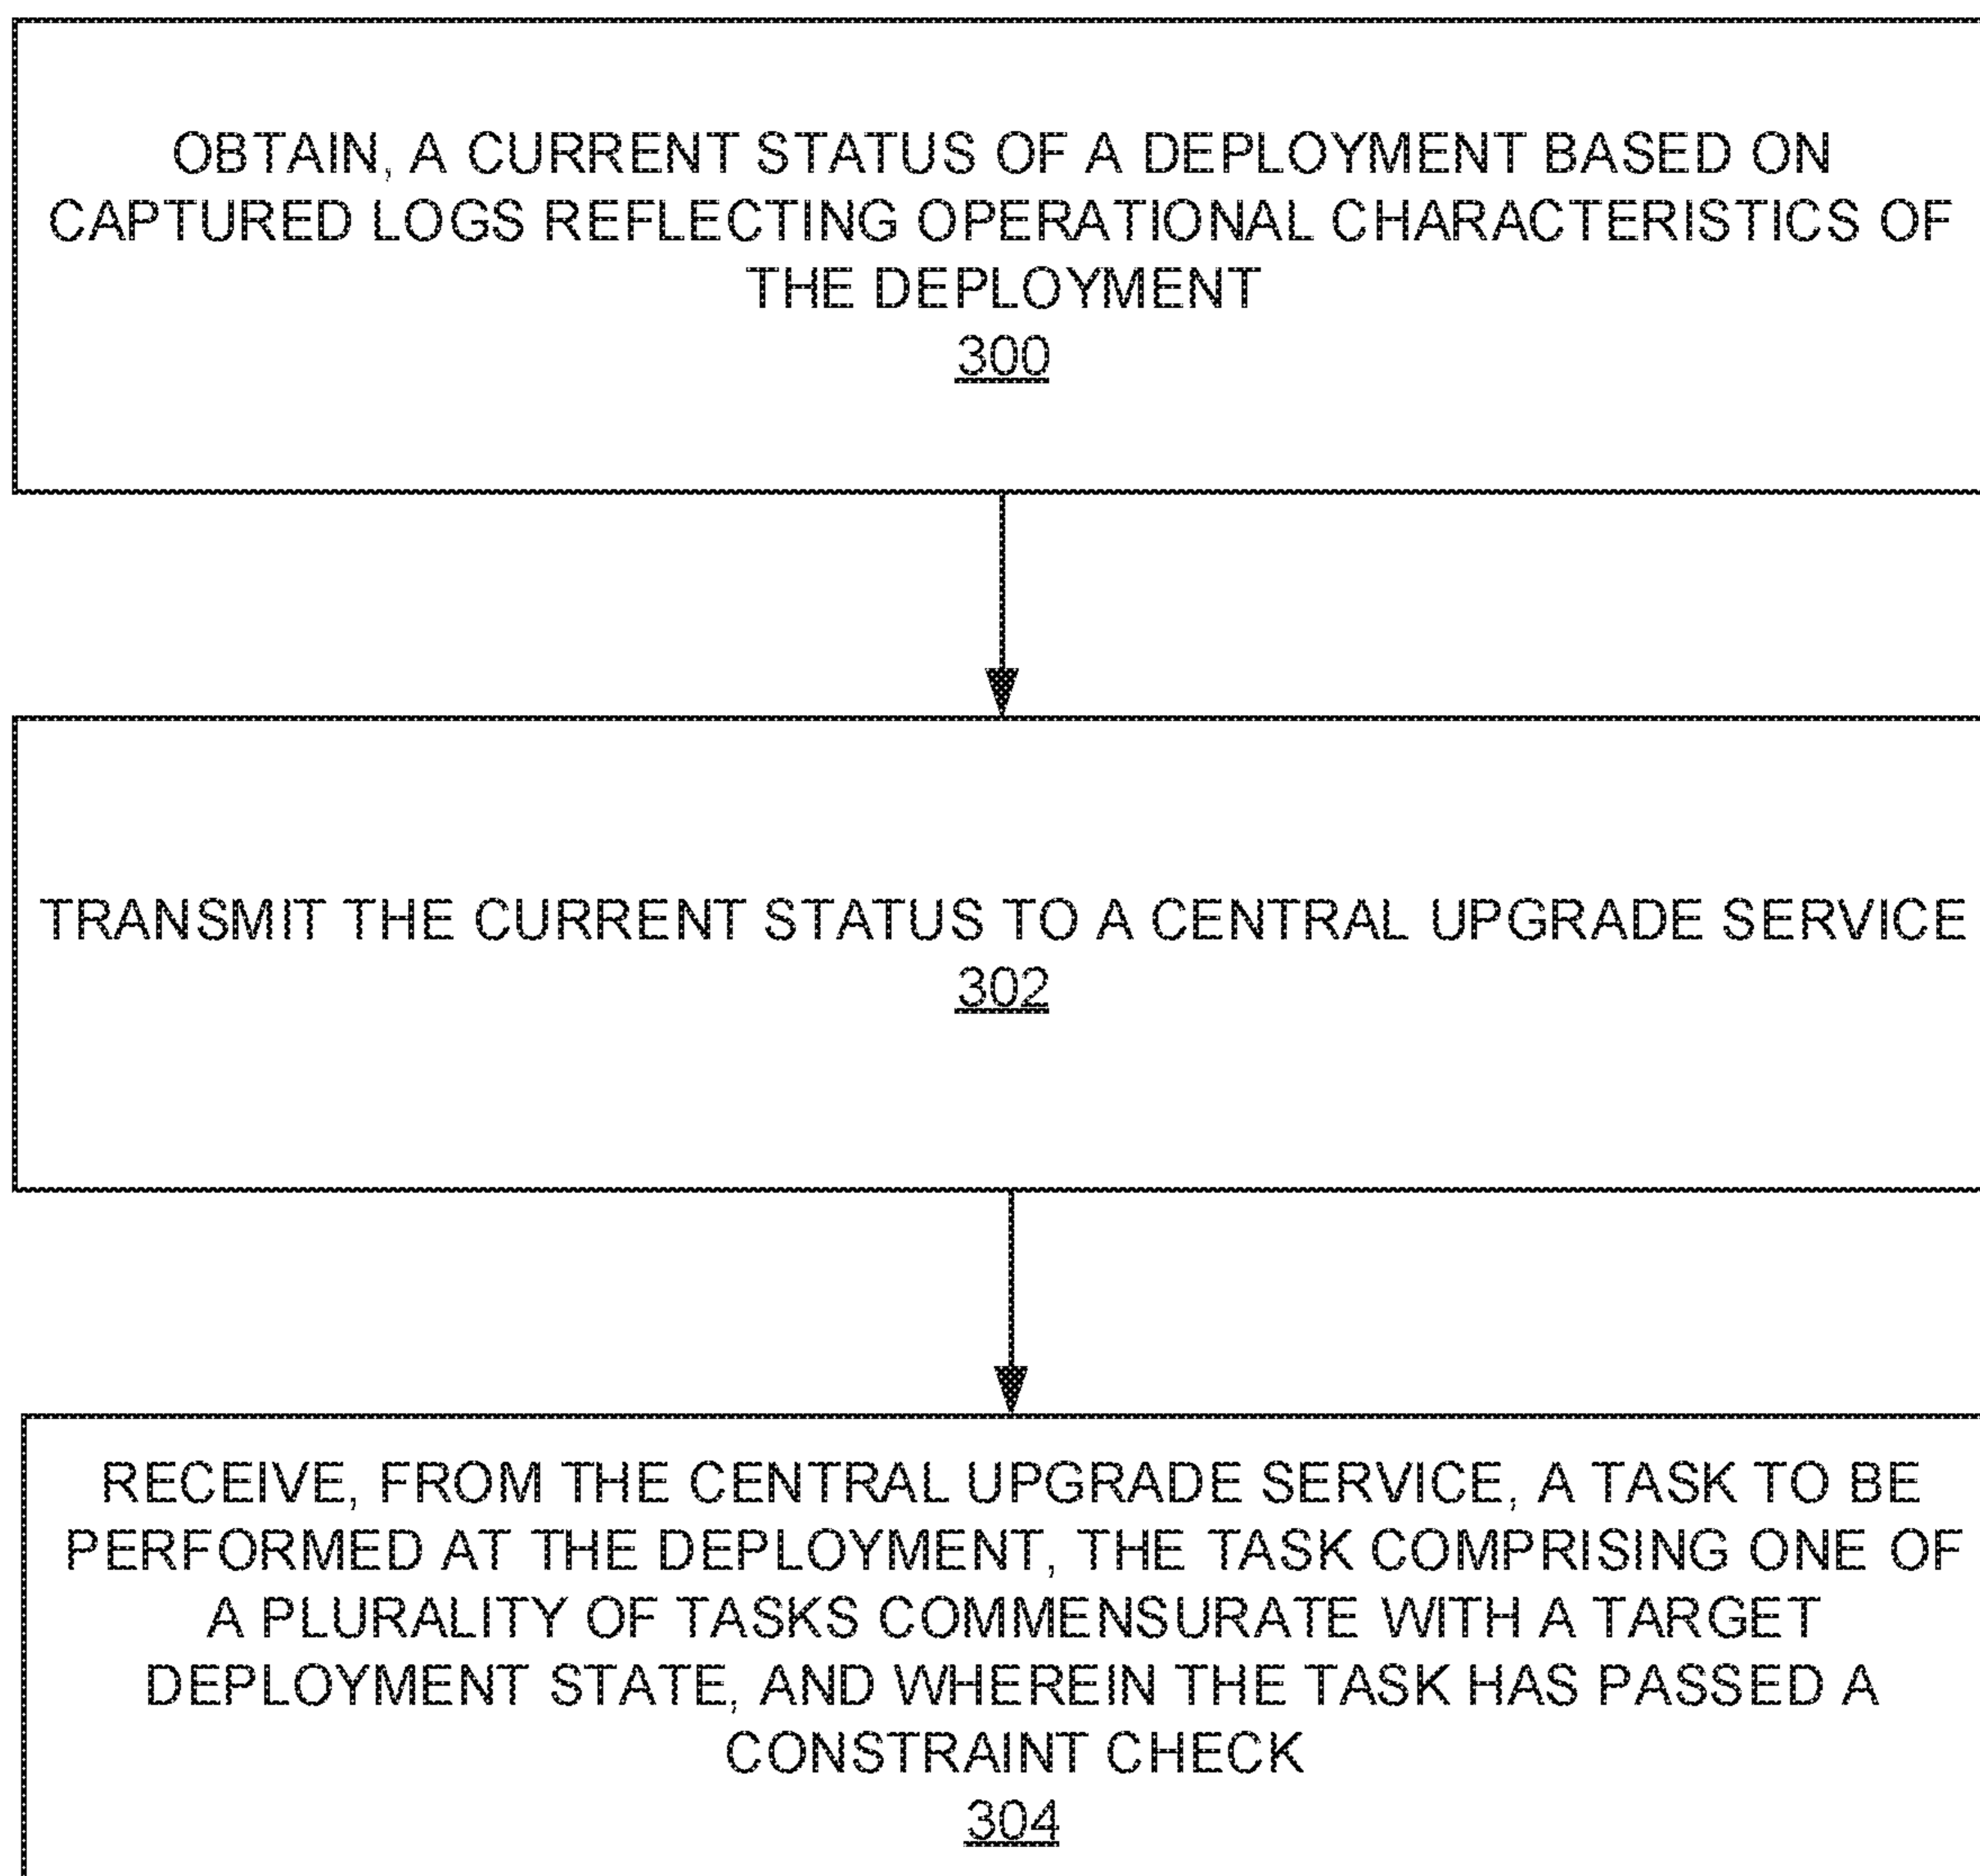 OBTAIN, A CURRENT STATUS OF A DEPLOYMENT BASED ON
CAPTURED LOGS REFLECTING OPERATIONAL CHARACTERISTICS OF
THE DEPLOYMENT
300
TRANSMIT THE CURRENT STATUS TO A CENTRAL UPGRADE SERVICE
302
RECEIVE, FROM THE CENTRAL UPGRADE SERVICE, A TASK TO BE
PERFORMED AT THE DEPLOYMENT, THE TASK COMPRISING ONE OF
A PLURALITY OF TASKS COMMENSURATE WITH A TARGET
DEPLOYMENT STATE, AND WHEREIN THE TASK HAS PASSED A
CONSTRAINT CHECK
304